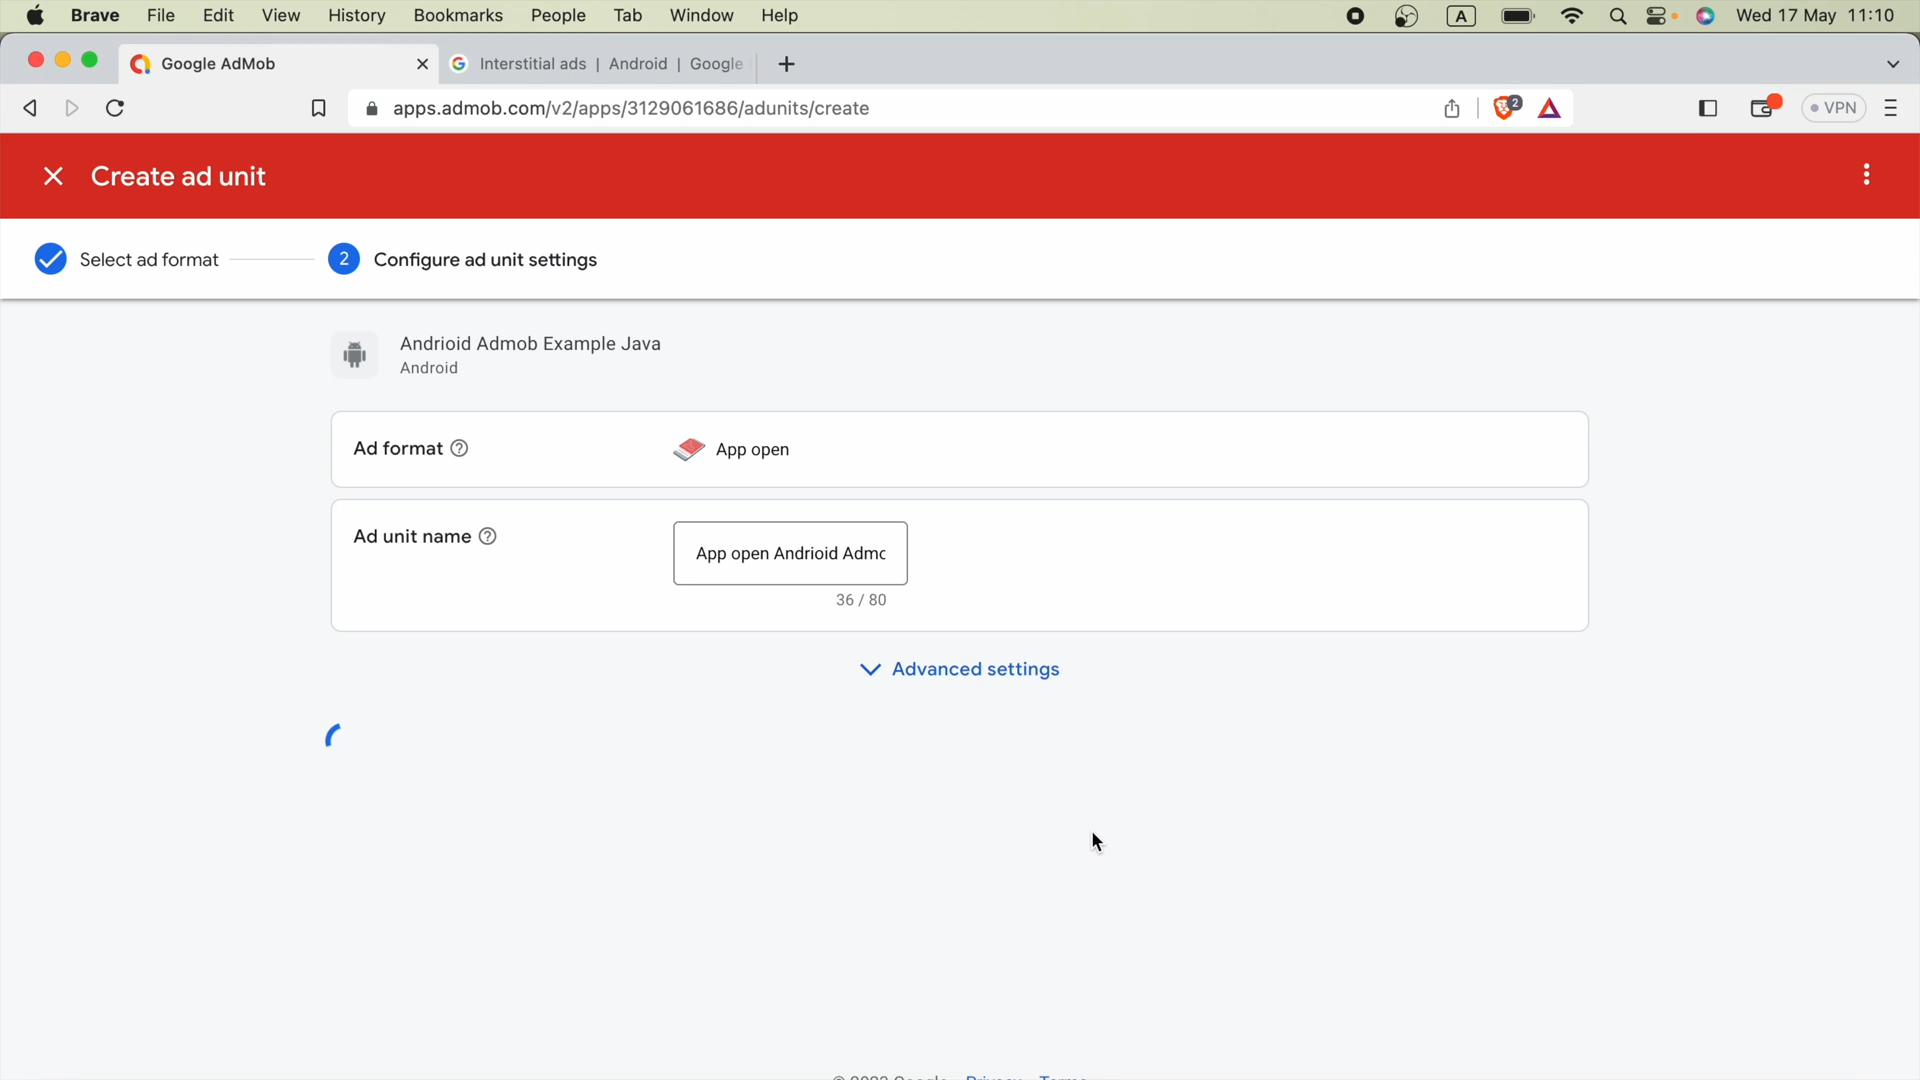 Brave File Edit View History Bookmarks People Tab Window Help A Wed 17 May 11:10
Google AdMob Interstitial ads | Android | Google
apps.admob.com/v2/apps/3129061686/adunits/create 2 VPN
Create ad unit
Select ad format 2 Configure ad unit settings
Andrioid Admob Example Java
Android
Ad format App open
Ad unit name App open Andrioid Admo
36 / 80
Advanced settings